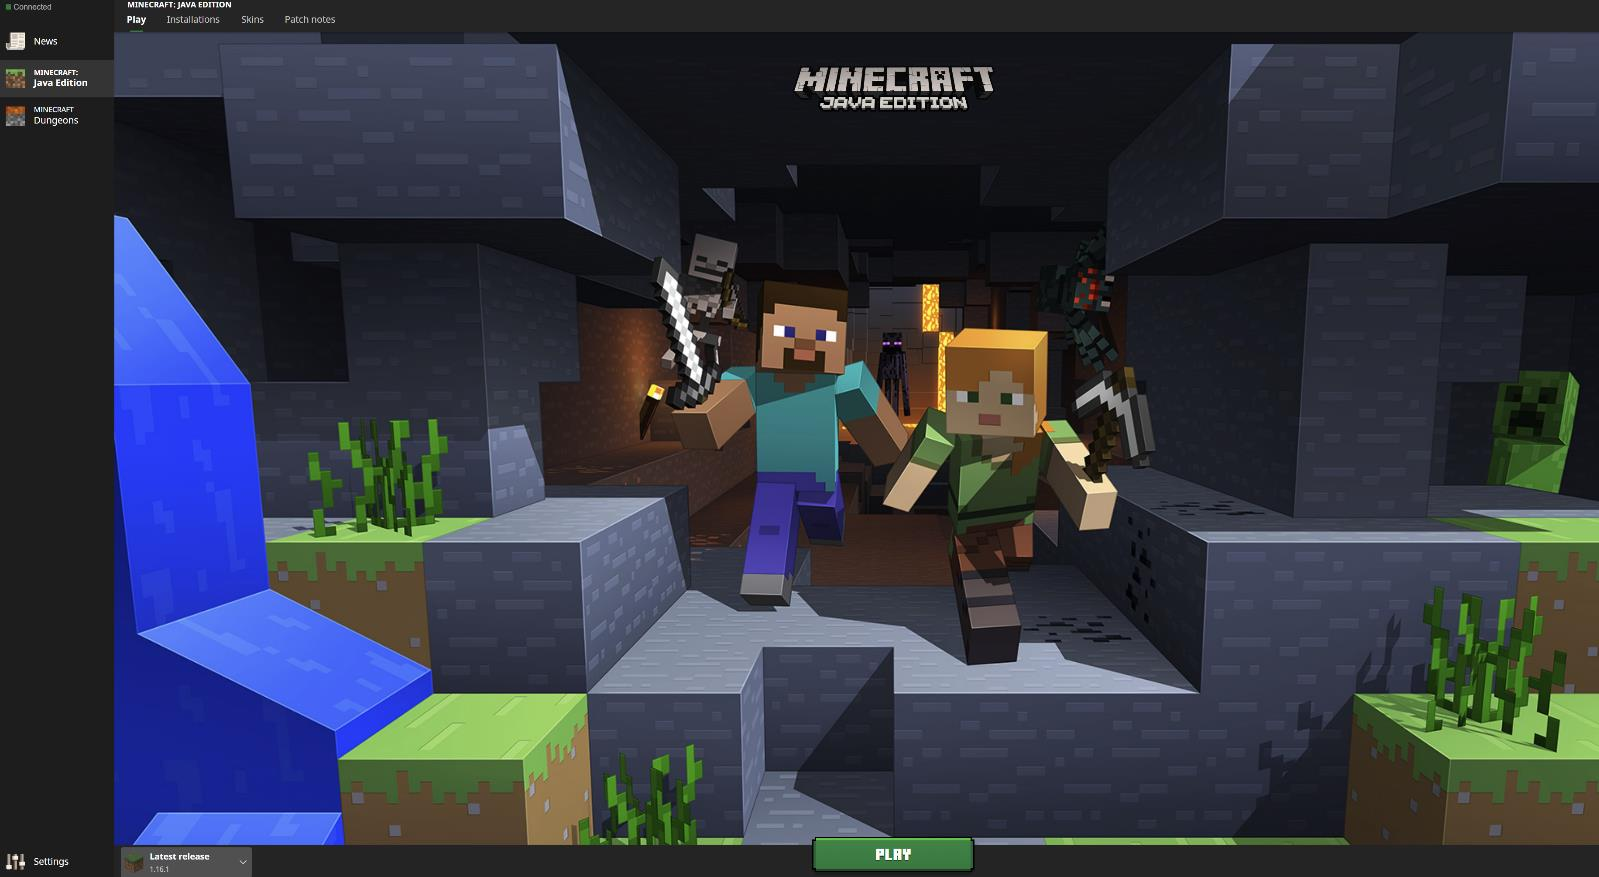 Connected
MINECRAFT: JAVA EDITION
Play Installations Skins Patch notes
News
MINECRAFT:
Java Edition
MINECRAFT
Dungeons
MINECRAFT
JAVA EDITION
Settings
Latest release
1.16.1
PLAY